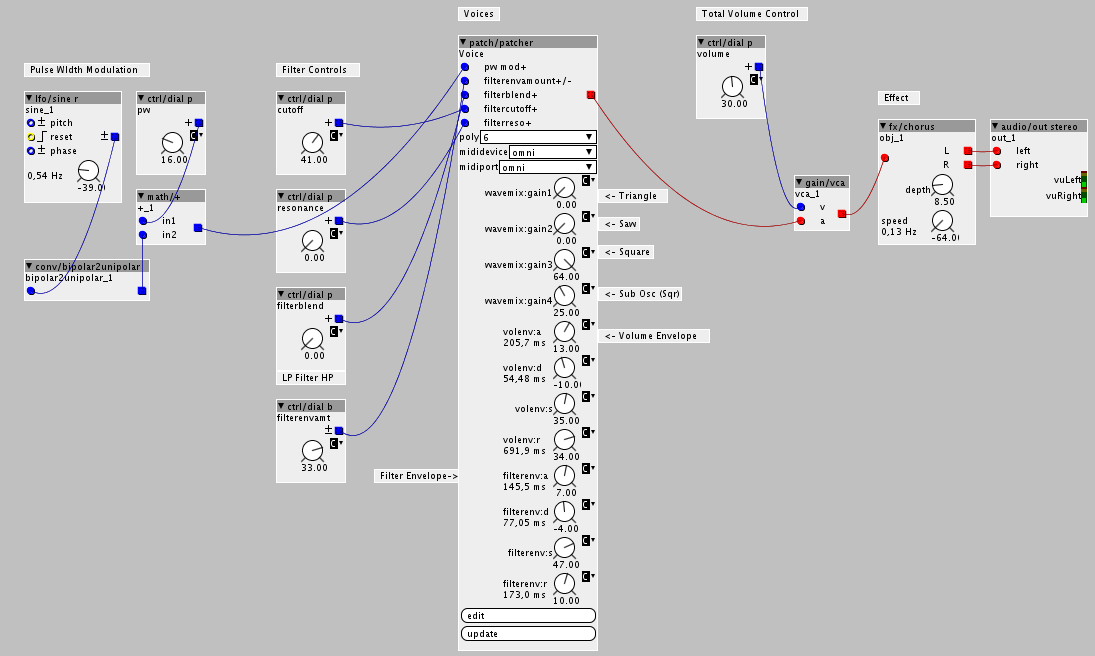 Pulse WIdth Modulation
▼ lfo/sine r
sine_1
pitch
reset ±
± phase
0,54 Hz
-39.0
▼ ctrl/dial p
pw
+
C
16.00
▼ math/+
+_1
in1
in2
▼ conv/bipolar2unipolar
bipolar2unipolar_1
Filter Controls
▼ ctrl/dial p
cutoff
+
C
41.00
▼ ctrl/dial p
resonance
+
C
0.00
▼ ctrl/dial p
filterblend
+
C
0.00
LP Filter HP
▼ ctrl/dial b
filterenvamt
±
C
33.00
Voices
▼ patch/patcher
Voice
pw mod+
filterenvamount+/-
filterblend+
filtercutoff+
filterreso+
poly 6
mididevice omni
midiport omni
wavemix:gain1
0.00
<- Triangle
wavemix:gain2
0.00
<- Saw
wavemix:gain3
64.00
<- Square
wavemix:gain4
25.00
<- Sub Osc (Sqr)
volenv:a
205,7 ms
13.00
<- Volume Envelope
volenv:d
54,48 ms
-10.0
volenv:s
35.00
volenv:r
691,9 ms
34.00
Filter Envelope->
filterenv:a
145,5 ms
7.00
filterenv:d
77,05 ms
-4.00
filterenv:s
47.00
filterenv:r
173,0 ms
10.00
edit
update
Total Volume Control
▼ ctrl/dial p
volume
+
C
30.00
▼ gain/vca
vca_1
v
a
Effect
▼ fx/chorus
obj_1
L
R
depth
8.50
speed
0,13 Hz
-64.0
▼ audio/out stereo
out_1
left
right
vuLeft
vuRight